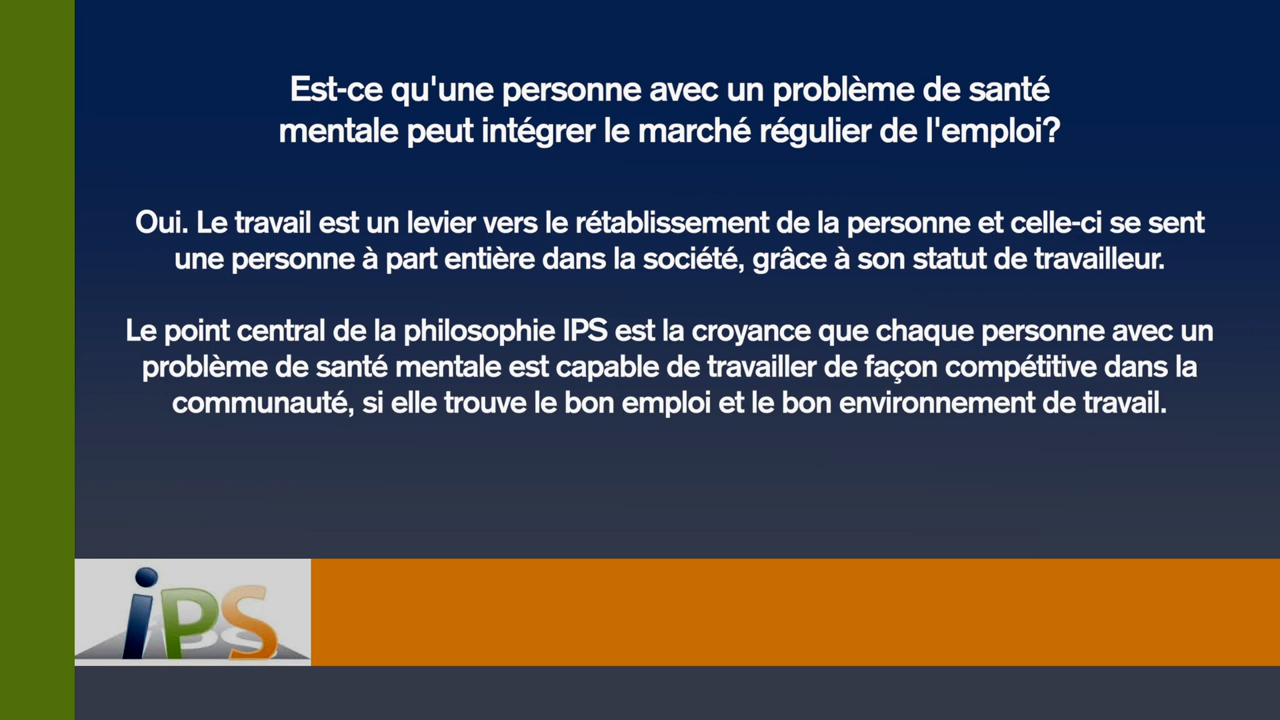 Est-ce qu'une personne avec un problème de santé
mentale peut intégrer le marché régulier de l'emploi?
Oui. Le travail est un levier vers le rétablissement de la personne et celle-ci se sent
une personne à part entière dans la société, grâce à son statut de travailleur.
Le point central de la philosophie IPS est la croyance que chaque personne avec un
problème de santé mentale est capable de travailler de façon compétitive dans la
communauté, si elle trouve le bon emploi et le bon environnement de travail.
iPS